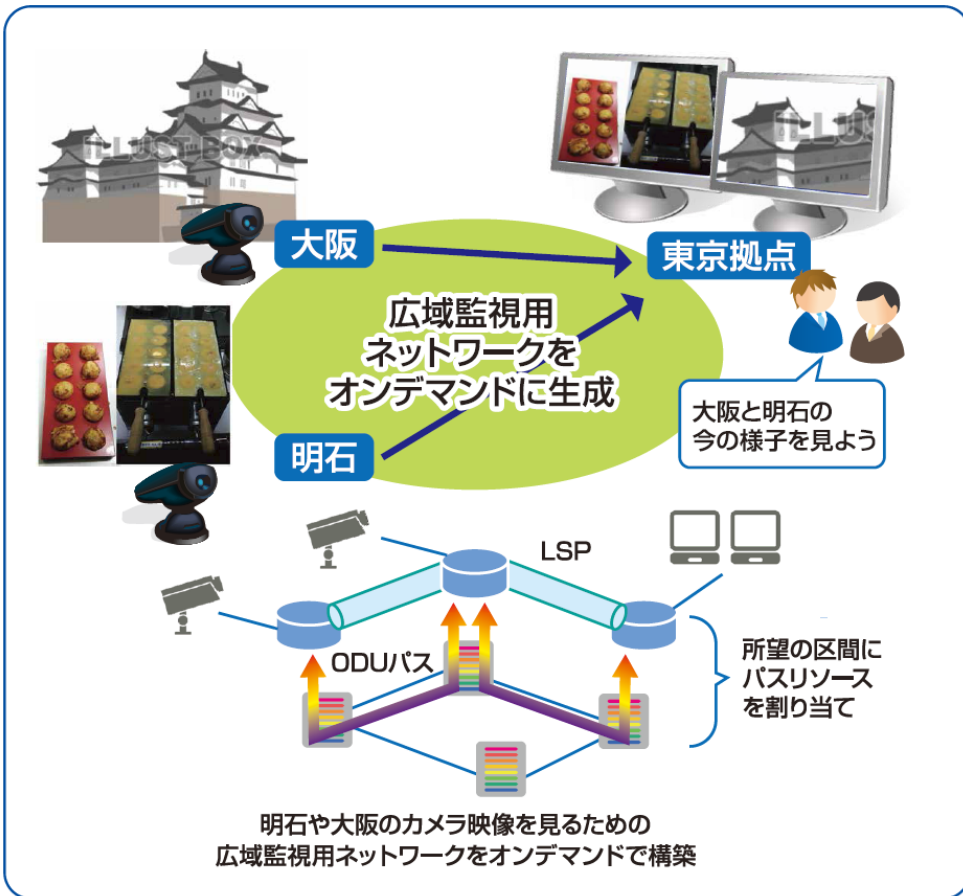 ILLUST BOX
ILLUS
大阪
東京拠点
広域監視用
ネットワークを
オンデマンドに生成
明石
大阪と明石の
今の様子を見よう
LSP
ODUパス
所望の区間に
パスリソース
を割り当て
明石や大阪のカメラ映像を見るための
広域監視用ネットワークをオンデマンドで構築